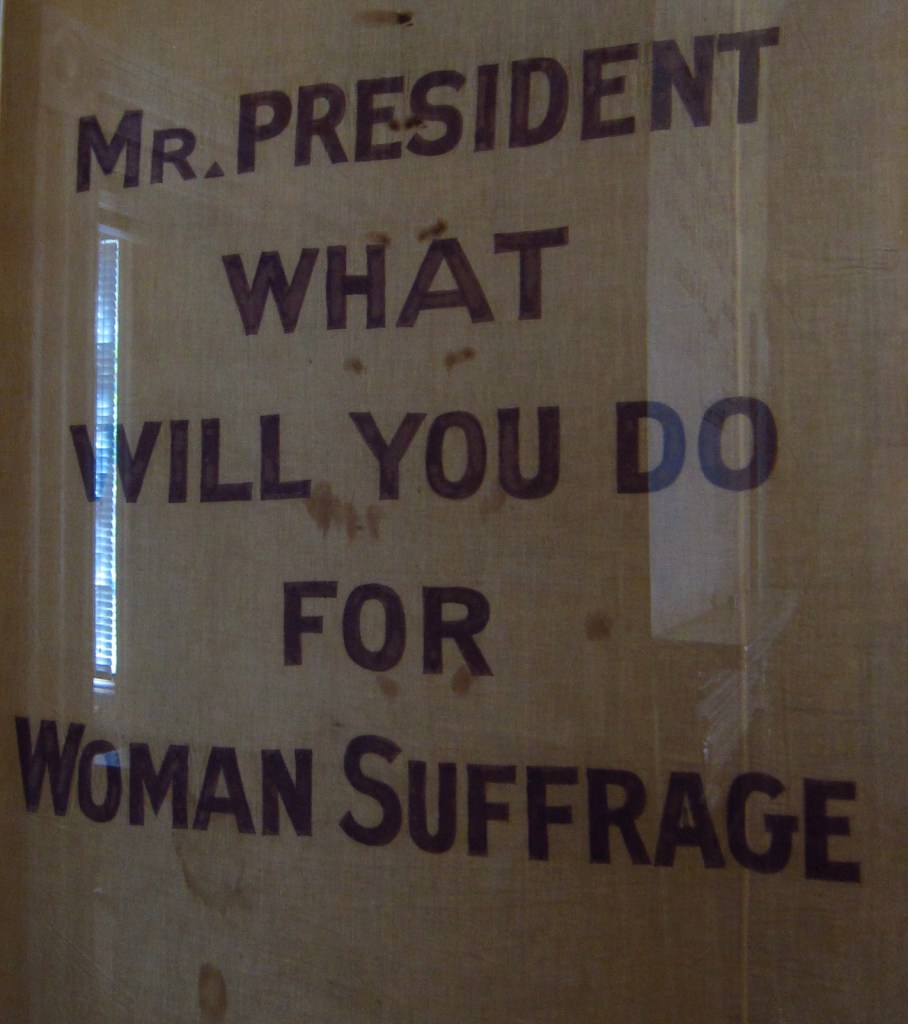 Mr. PRESIDENT
WHAT
WILL YOU DO
FOR
WOMAN SUFFRAGE